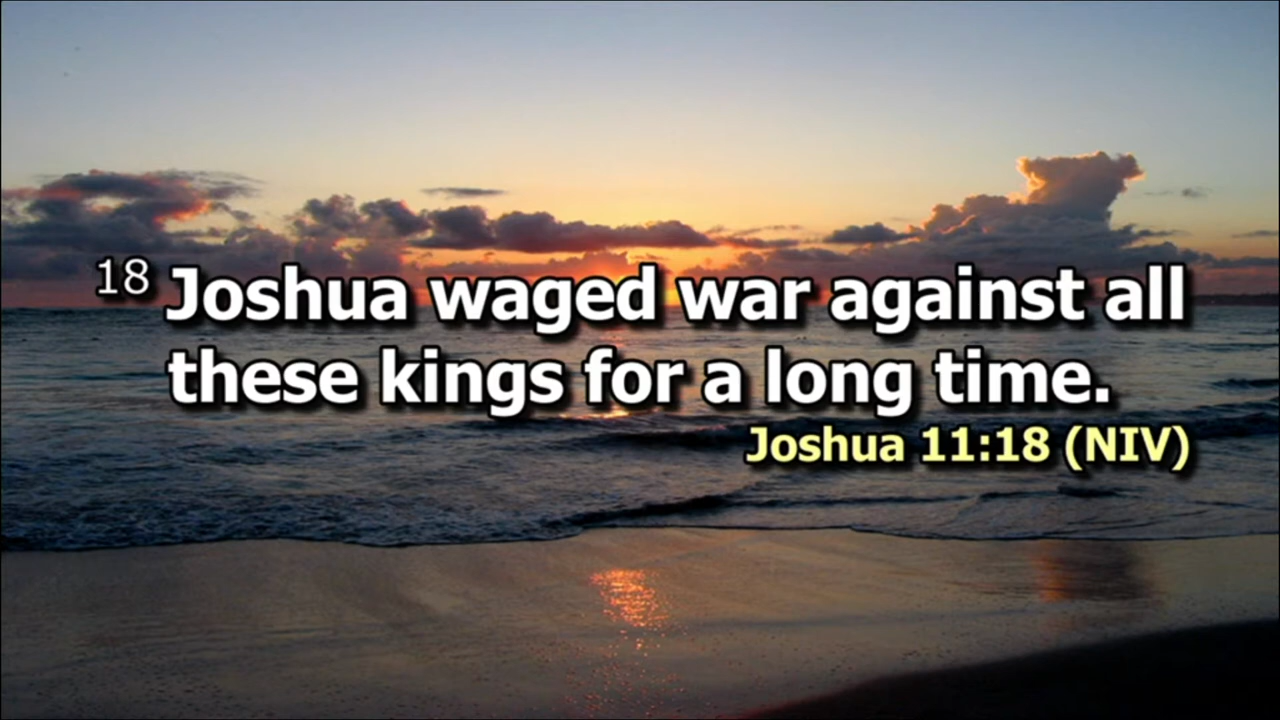 18 Joshua waged war against all
these kings for a long time.
Joshua 11:18 (NIV)